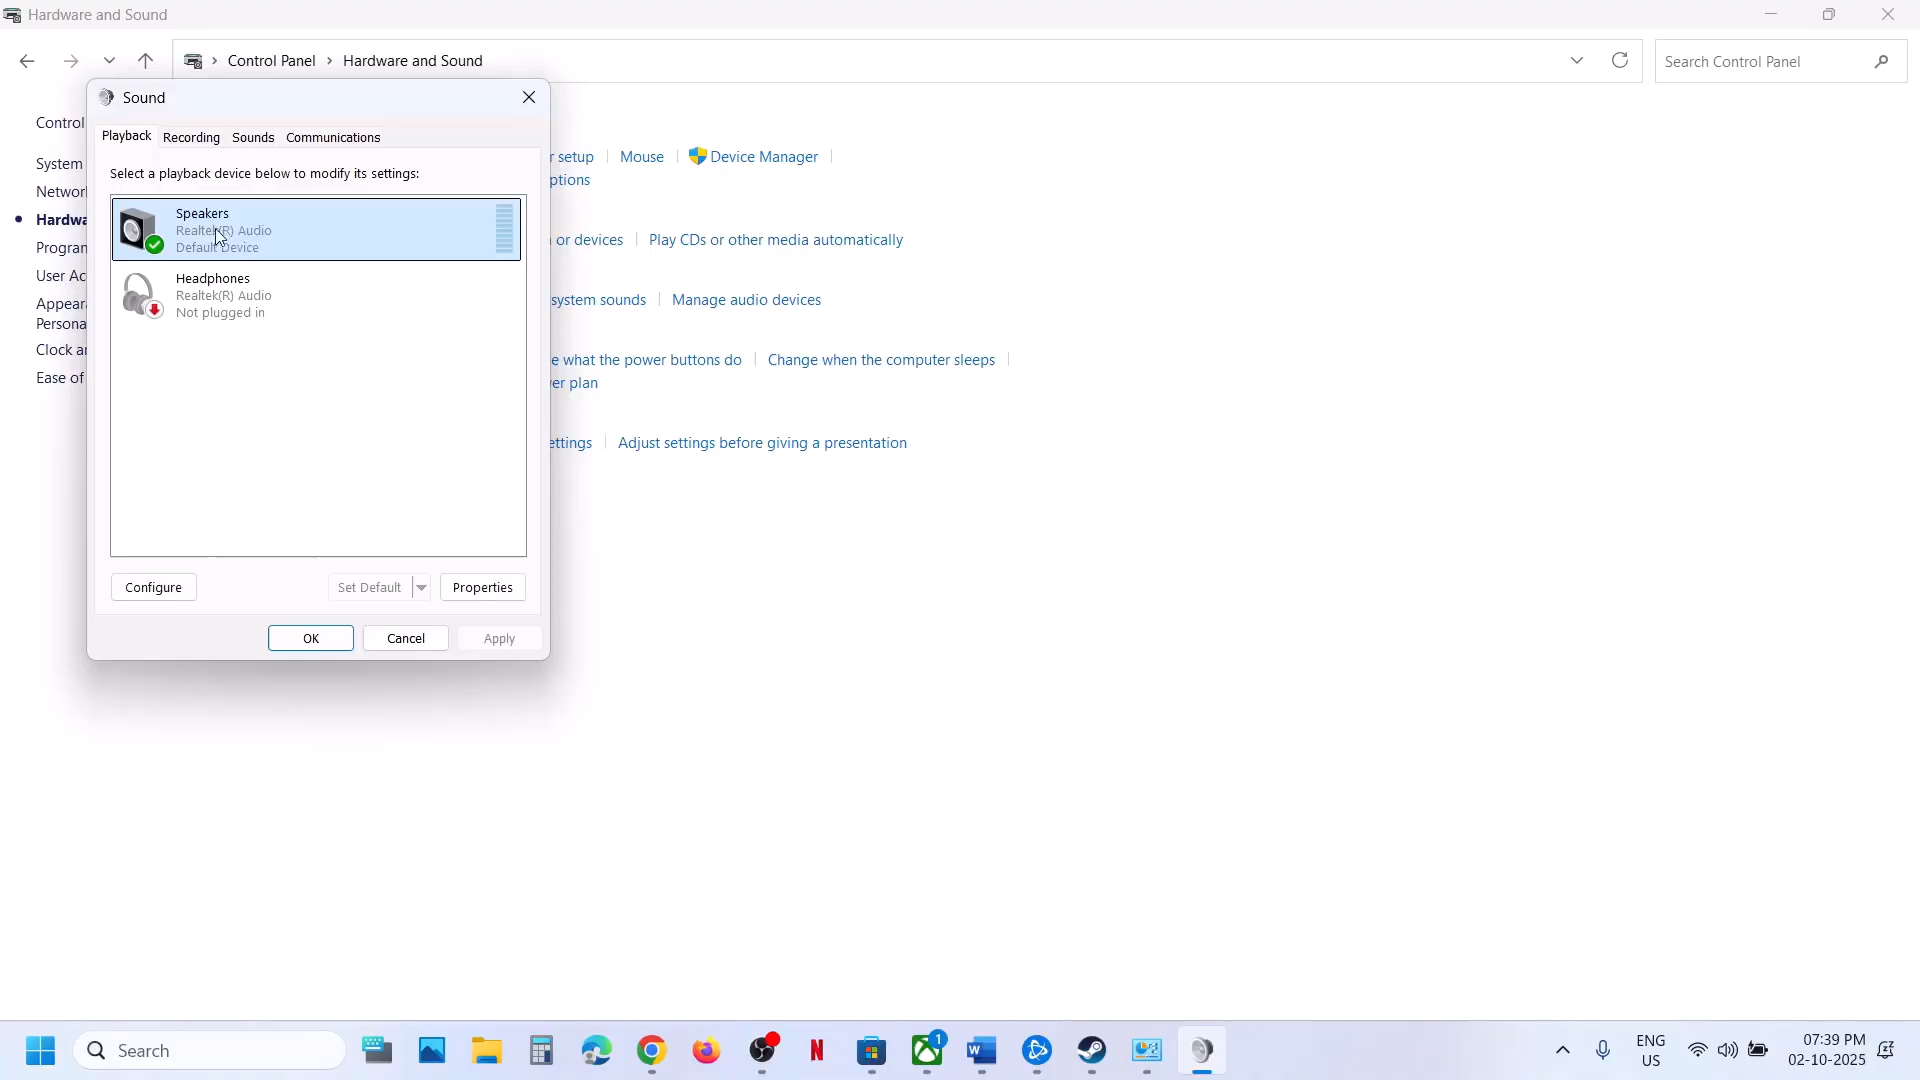 Hardware and Sound
Control Panel > Hardware and Sound
Search Control Panel
Sound
Playback Recording Sounds Communications
Select a playback device below to modify its settings:
Speakers
Realtek(R) Audio
Default Device
Headphones
Realtek(R) Audio
Not plugged in
Configure
Set Default
Properties
OK
Cancel
Apply
Control
System
Hardwa
User Ac
Clock a
Ease of
r setup
Mouse
Device Manager
ptions
or devices
Play CDs or other media automatically
system sounds
Manage audio devices
e what the power buttons do
Change when the computer sleeps
er plan
ettings
Adjust settings before giving a presentation
Search
1
ENG
US
07:39 PM
02-10-2025